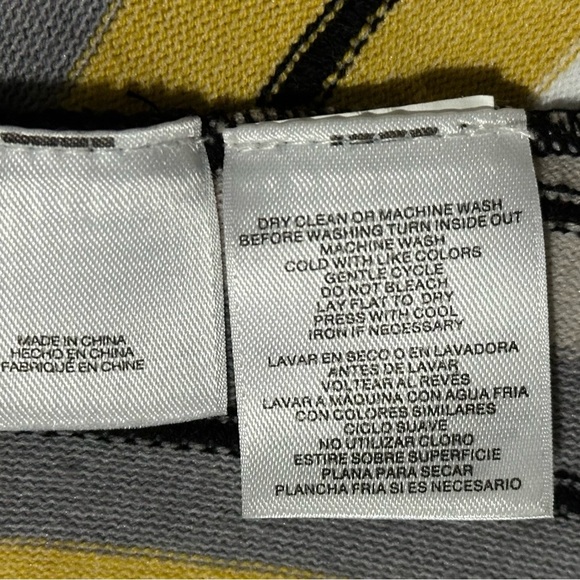 MADE IN CHINA
HECHO EN CHINA
FABRIQUÉ EN CHINE
DRY CLEAN OR MACHINE WASH
BEFORE WASHING TURN INSIDE OUT
MACHINE WASH
COLD WITH LIKE COLORS
GENTLE CYCLE
DO NOT BLEACH
LAY FLAT TO DRY
PRESS WITH COOL
IRON IF NECESSARY
LAVAR EN SECO O EN LAVADORA
ANTES DE LAVAR
VOLTEAR AL REVES
LAVAR A MAQUINA CON AGUA FRIA
CON COLORES SIMILARES
CICLO SUAVE
NO UTILIZAR CLORO
ESTIRE SOBRE SUPERFICIE
PLANA PARA SECAR
PLANCHA FRIA SI ES NECESARIO